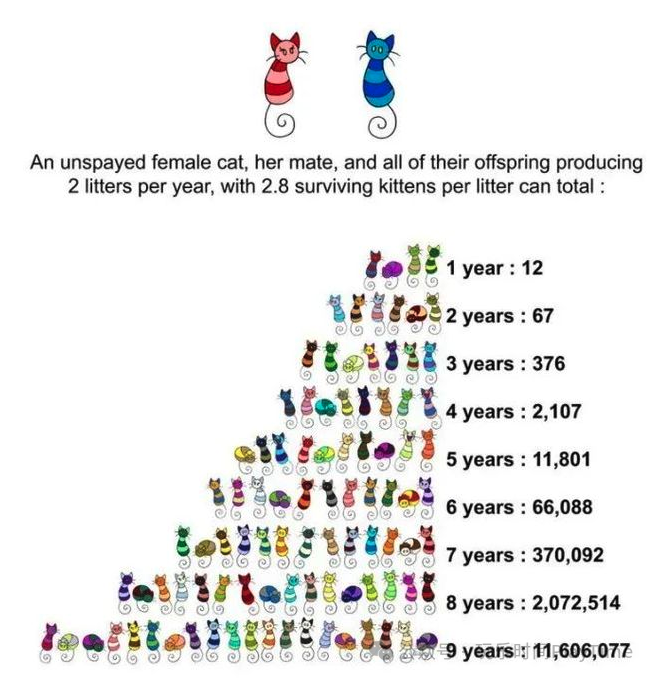 An unspayed female cat, her mate, and all of their offspring producing
2 litters per year, with 2.8 surviving kittens per litter can total :
1 year : 12
2 years : 67
3 years : 376
4 years : 2,107
5 years : 11,801
6 years : 66,088
7 years : 370,092
8 years : 2,072,514
9 years : 11,606,077